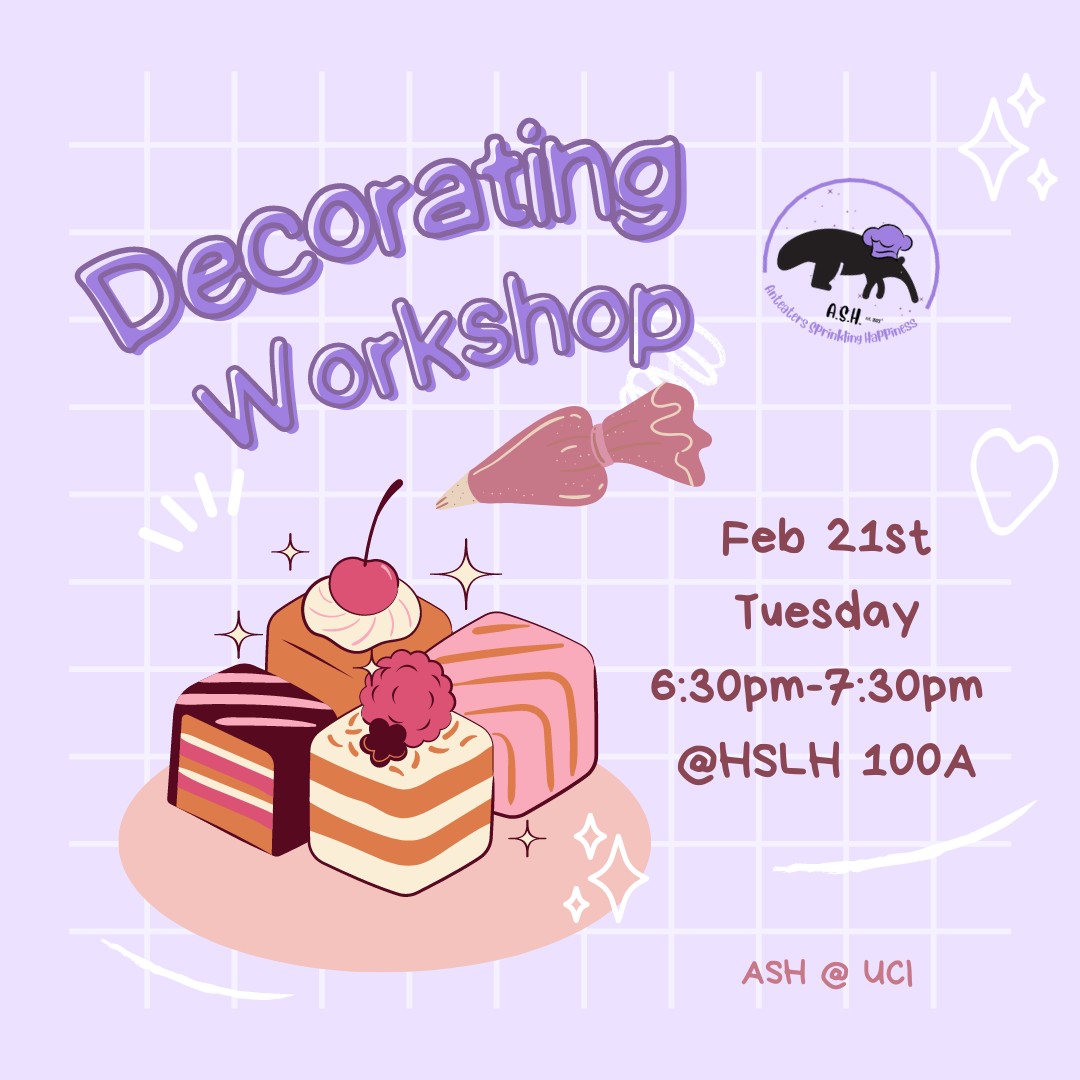 Decorating
Workshop
A.S.H.
Anteaters Sprinkling Happiness
Feb 21st
Tuesday
6:30pm-7:30pm
@HSLH 100A
ASH @ UCI